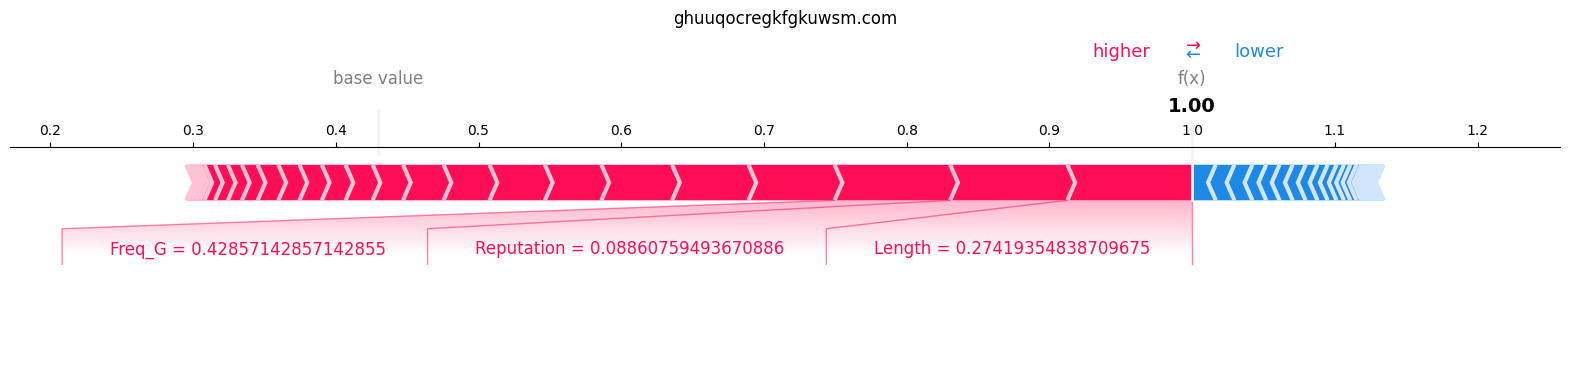 ghuuqocregkfgkuwsm.com
higher → ← lower
base value f(x)
1.00
0.2 0.3 0.4 0.5 0.6 0.7 0.8 0.9 1.0 1.1 1.2
Freq_G = 0.42857142857142855 Reputation = 0.08860759493670886 Length = 0.27419354838709675